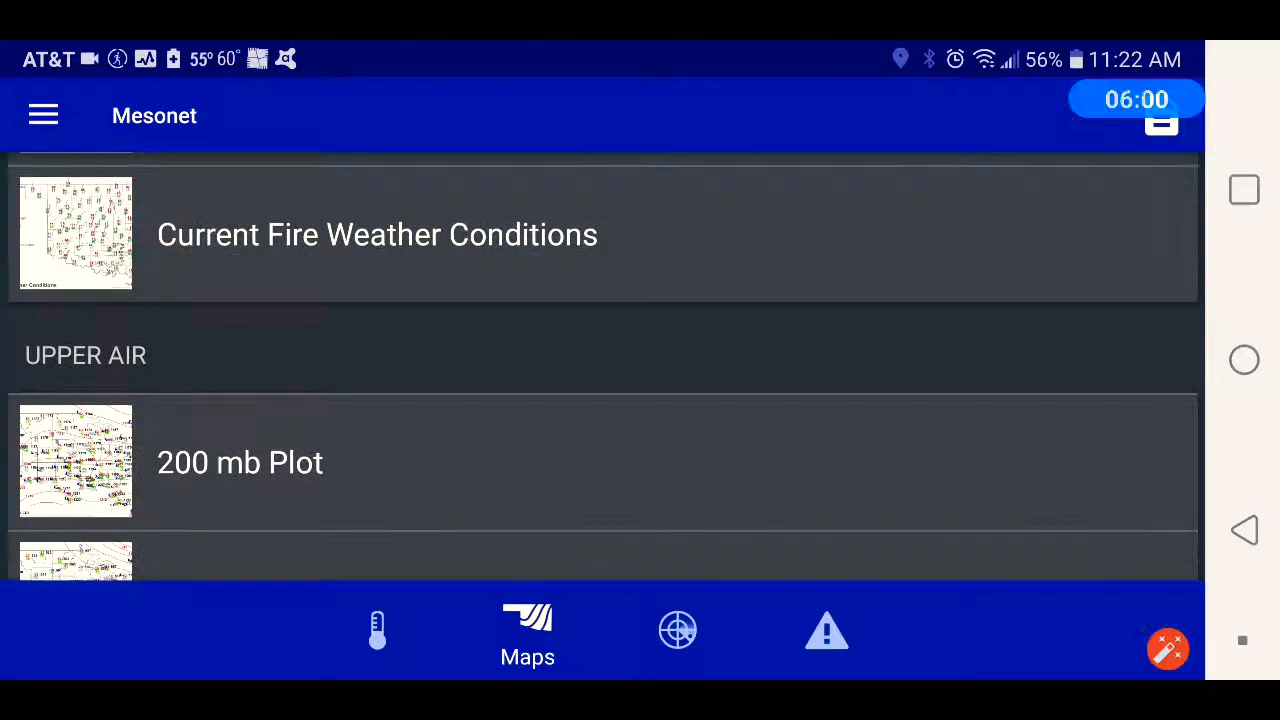 AT&T 55° 60° 56% 11:22 AM
Mesonet
06:00
Current Fire Weather Conditions
UPPER AIR
200 mb Plot
Maps